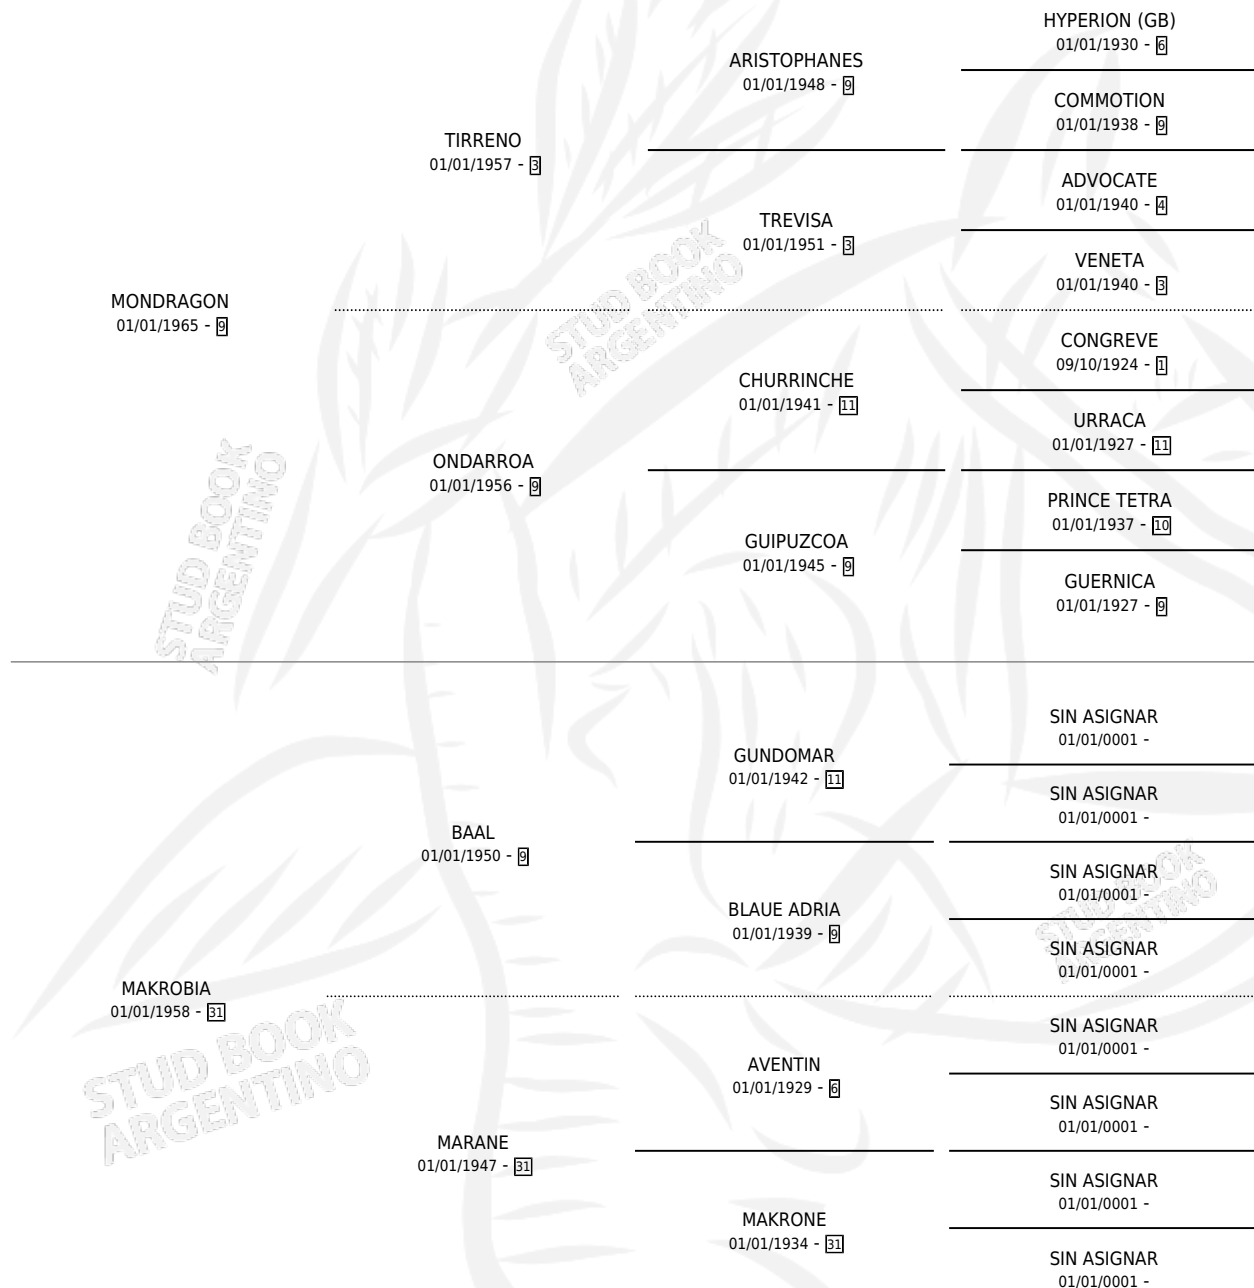 HYPERION (GB)
01/01/1930 - 6
ARISTOPHANES
01/01/1948 - 9
COMMOTION
01/01/1938 - 9
TIRRENO
01/01/1957 - 3
ADVOCATE
01/01/1940 - 4
TREVISA
01/01/1951 - 3
VENETA
01/01/1940 - 3
MONDRAGON
01/01/1965 - 9
STUD BOOK
ARGENTINO
CONGREVE
09/10/1924 - 1
CHURRINCHE
01/01/1941 - 11
URRACA
01/01/1927 - 11
ONDARROA
01/01/1956 - 9
PRINCE TETRA
01/01/1937 - 10
GUIPUZCOA
01/01/1945 - 9
GUERNICA
01/01/1927 - 9
STUD BOOK
ARGENTINO
SIN ASIGNAR
01/01/0001 -
GUNDOMAR
01/01/1942 - 11
SIN ASIGNAR
01/01/0001 -
BAAL
01/01/1950 - 9
SIN ASIGNAR
01/01/0001 -
BLAUE ADRIA
01/01/1939 - 9
SIN ASIGNAR
01/01/0001 -
STUD BOOK
ARGENTINO
MAKROBIA
01/01/1958 - 31
SIN ASIGNAR
01/01/0001 -
AVENTIN
01/01/1929 - 6
SIN ASIGNAR
01/01/0001 -
MARANE
01/01/1947 - 31
SIN ASIGNAR
01/01/0001 -
MAKRONE
01/01/1934 - 31
SIN ASIGNAR
01/01/0001 -
STUD BOOK
ARGENTINO